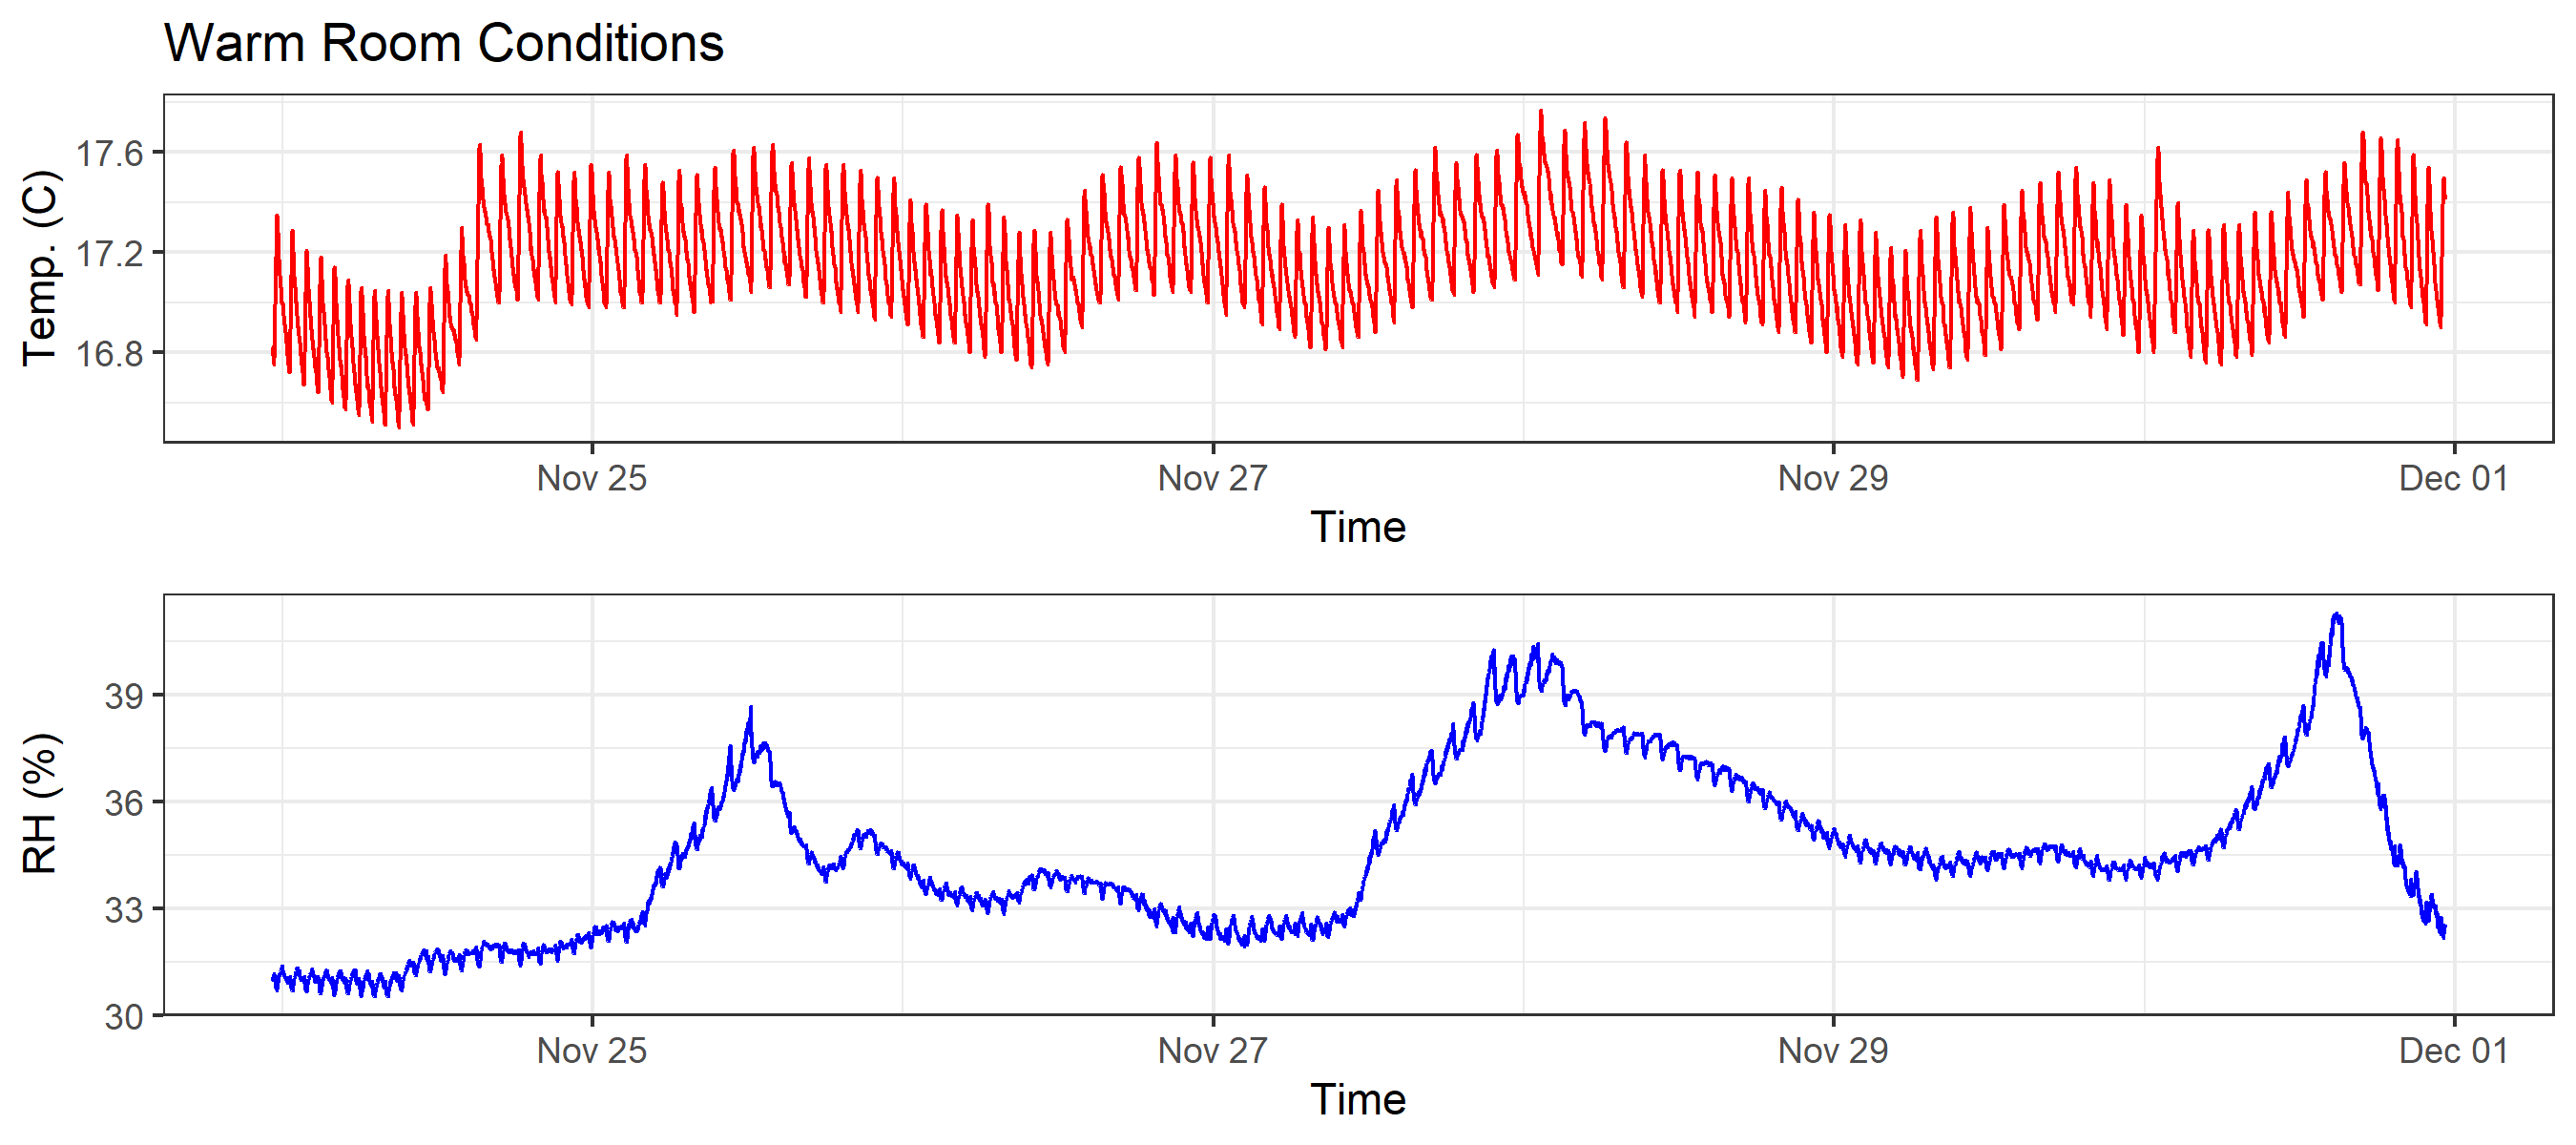 Warm Room Conditions
Temp. (C)
17.6
17.2
16.8
Nov 25 Nov 27 Nov 29 Dec 01
Time
RH (%)
39
36
33
30
Nov 25 Nov 27 Nov 29 Dec 01
Time